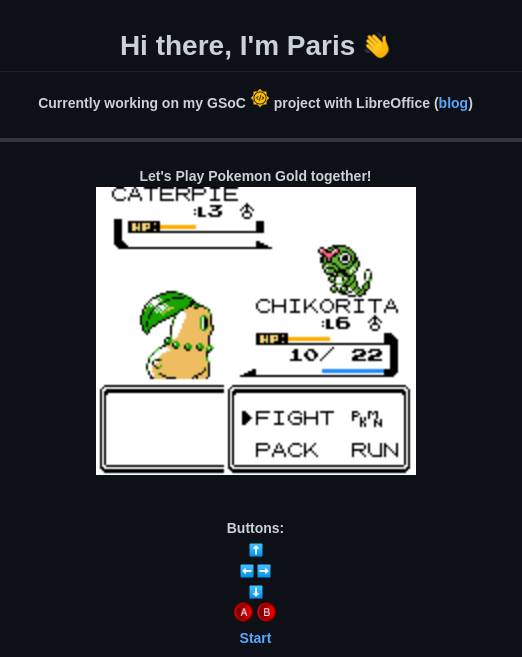 Hi there, I'm Paris 👋
Currently working on my GSoC project with LibreOffice (blog)
Let's Play Pokemon Gold together!
CATERPIE
:L3 ♂
HP:
CHIKORITA
:L6 ♂
HP:
10/ 22
▶FIGHT PKMN
PACK RUN
Buttons:
⬆️
⬅️ ➡️
⬇️
A B
Start